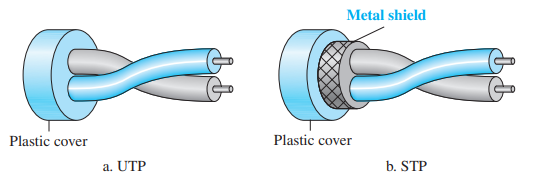 Metal shield
Plastic cover
a. UTP
Plastic cover
b. STP